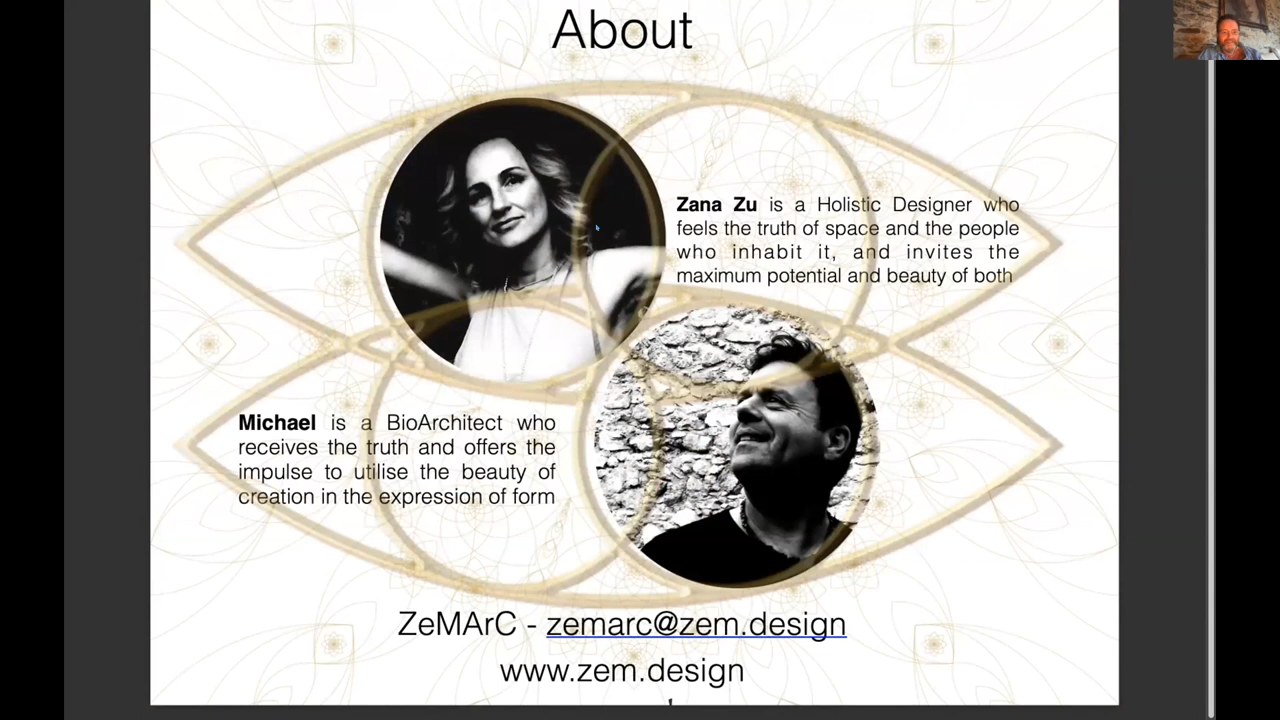 About
Zana Zu is a Holistic Designer who
feels the truth of space and the people
who inhabit it, and invites the
maximum potential and beauty of both
Michael is a BioArchitect who
receives the truth and offers the
impulse to utilise the beauty of
creation in the expression of form
ZeMArC - zemarc@zem.design
www.zem.design